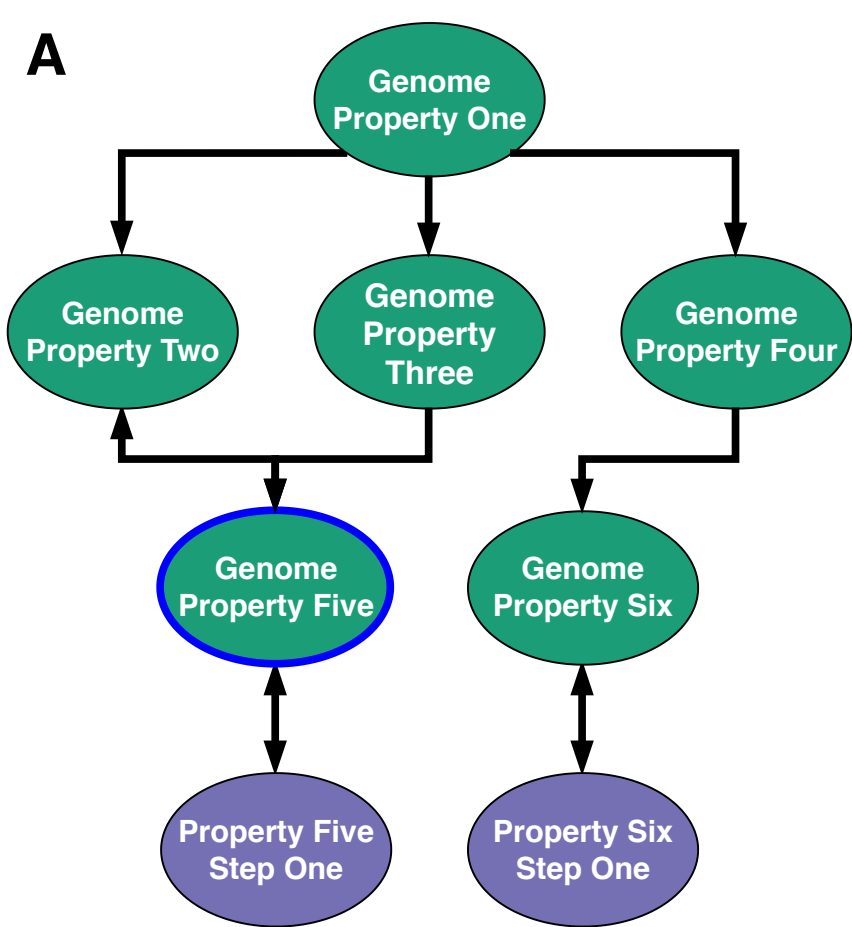 A
Genome
Property One
Genome
Property Two
Genome
Property
Three
Genome
Property Four
Genome
Property Five
Genome
Property Six
Property Five
Step One
Property Six
Step One